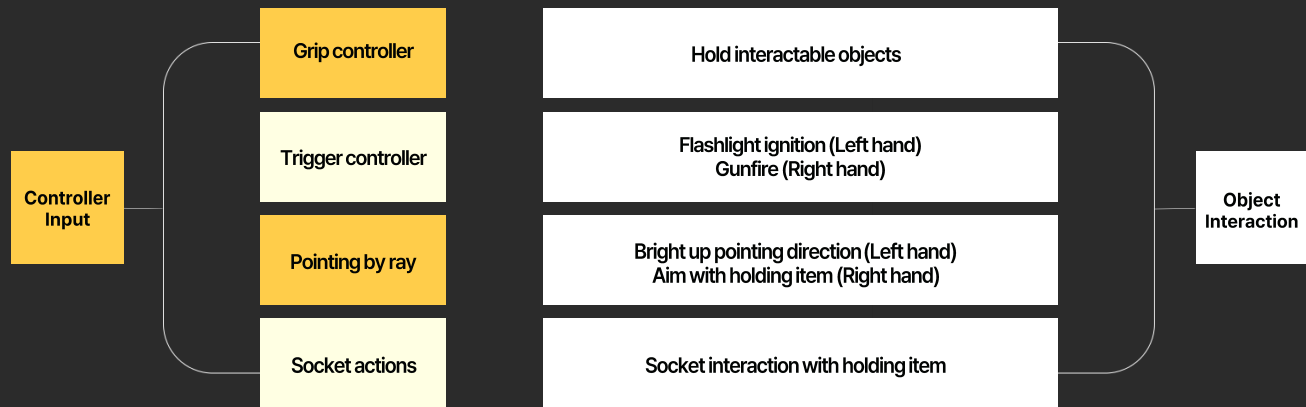 Controller
Input
Grip controller
Hold interactable objects
Trigger controller
Flashlight ignition (Left hand)
Gunfire (Right hand)
Pointing by ray
Bright up pointing direction (Left hand)
Aim with holding item (Right hand)
Socket actions
Socket interaction with holding item
Object
Interaction